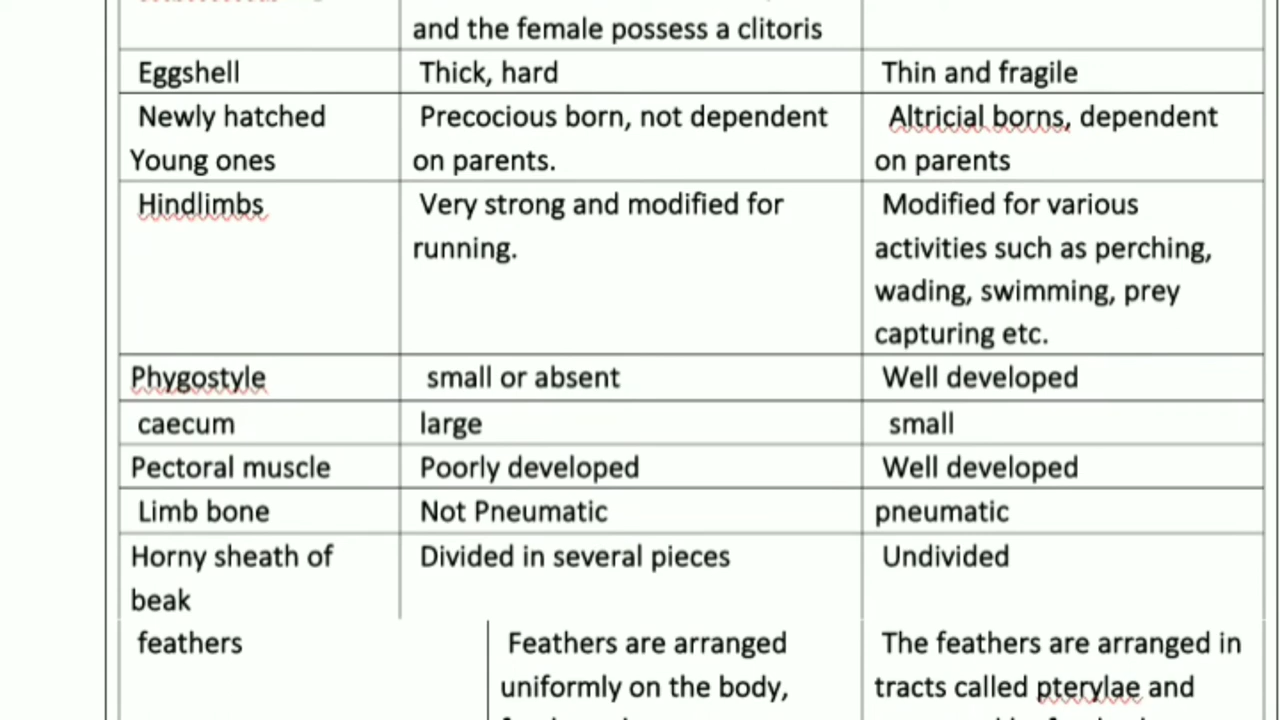 and the female possess a clitoris
Eggshell Thick, hard Thin and fragile
Newly hatched Precocious born, not dependent Altricial borns, dependent
Young ones on parents. on parents
Hindlimbs Very strong and modified for Modified for various
running. activities such as perching,
wading, swimming, prey
capturing etc.
Phygostyle small or absent Well developed
caecum large small
Pectoral muscle Poorly developed Well developed
Limb bone Not Pneumatic pneumatic
Horny sheath of Divided in several pieces Undivided
beak
feathers Feathers are arranged The feathers are arranged in
uniformly on the body, tracts called pterylae and